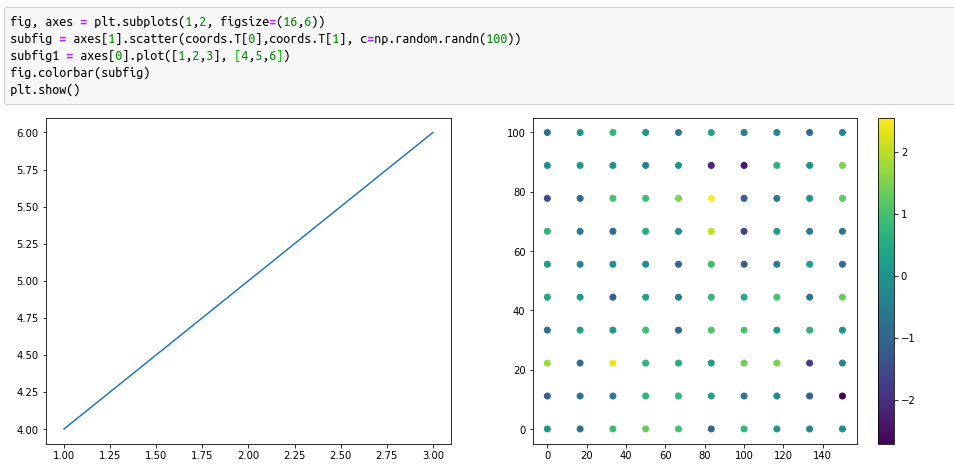 fig, axes = plt.subplots(1,2, figsize=(16,6))
subfig = axes[1].scatter(coords.T[0],coords.T[1], c=np.random.randn(100))
subfig1 = axes[0].plot([1,2,3], [4,5,6])
fig.colorbar(subfig)
plt.show()
6.00
5.75
5.50
5.25
5.00
4.75
4.50
4.25
4.00
1.00 1.25 1.50 1.75 2.00 2.25 2.50 2.75 3.00
100
80
60
40
20
0
0 20 40 60 80 100 120 140
2
1
0
−1
−2